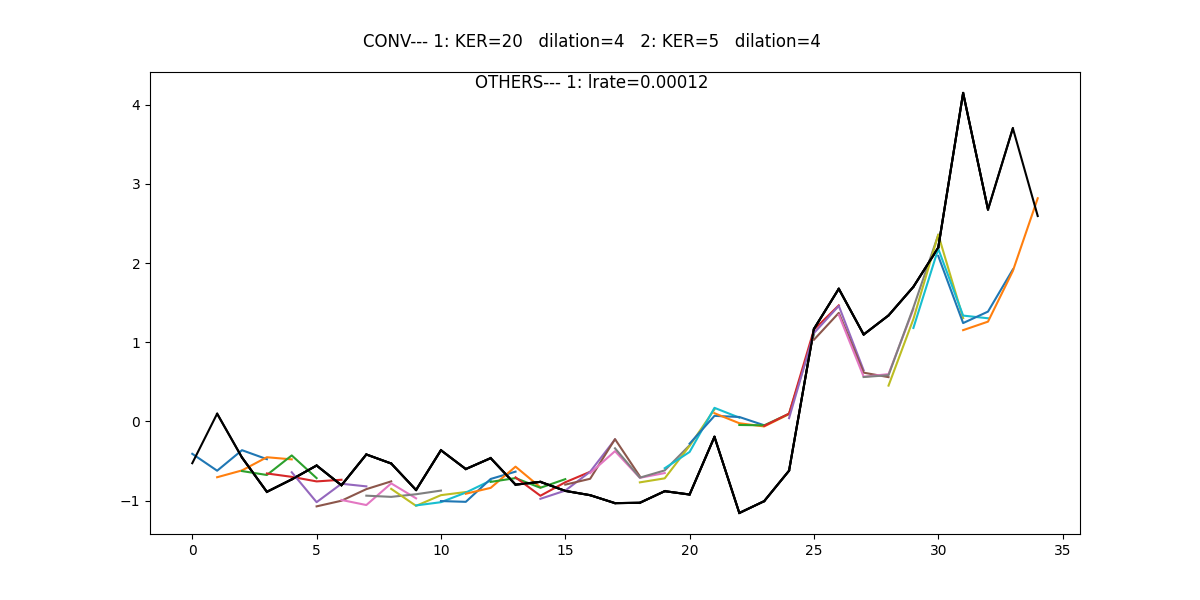 CONV--- 1: KER=20   dilation=4   2: KER=5   dilation=4
OTHERS--- 1: lrate=0.00012
4
3
2
1
0
−1
0 5 10 15 20 25 30 35